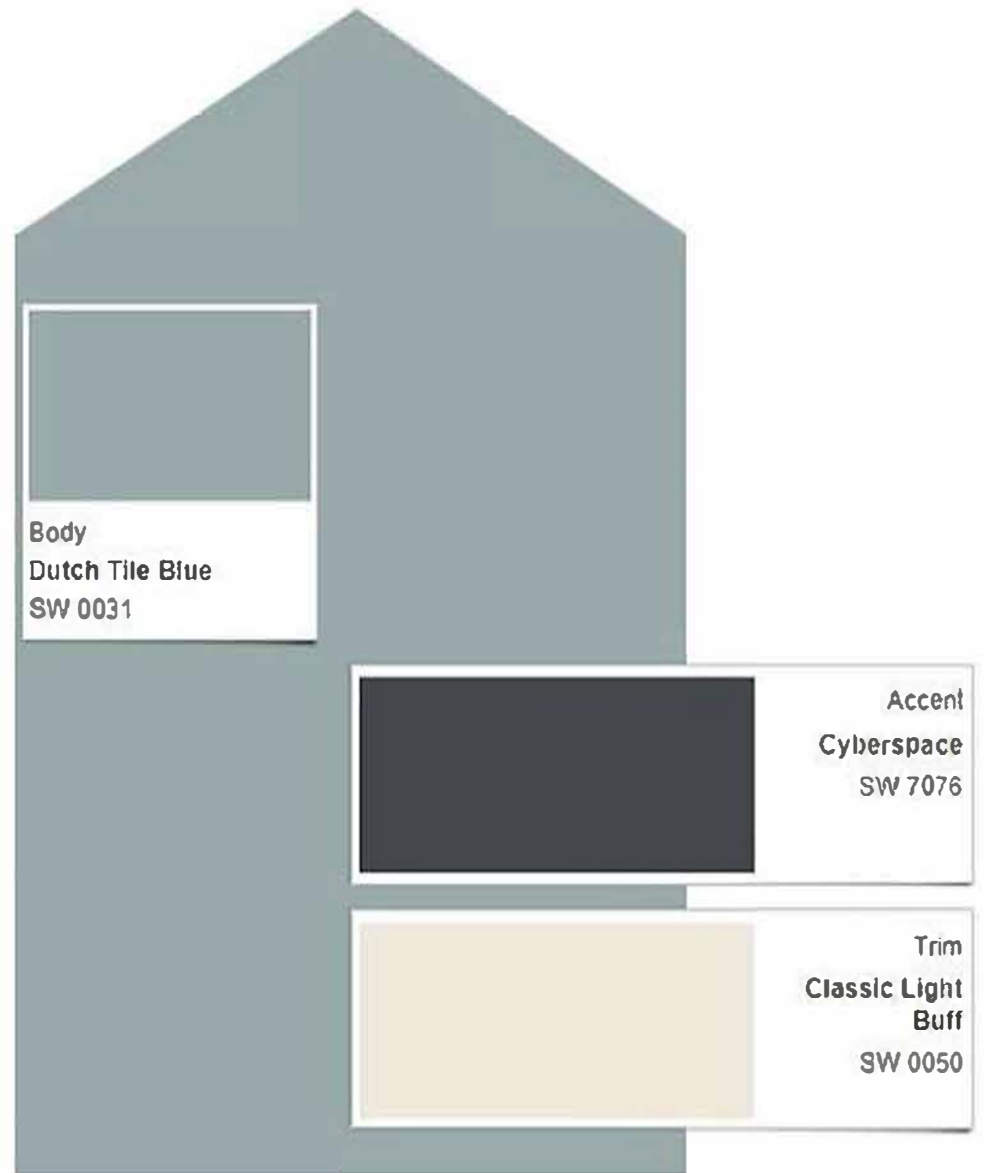 Body
Dutch Tile Blue
SW 0031
Accent
Cyberspace
SW 7076
Trim
Classic Light
Buff
SW 0050